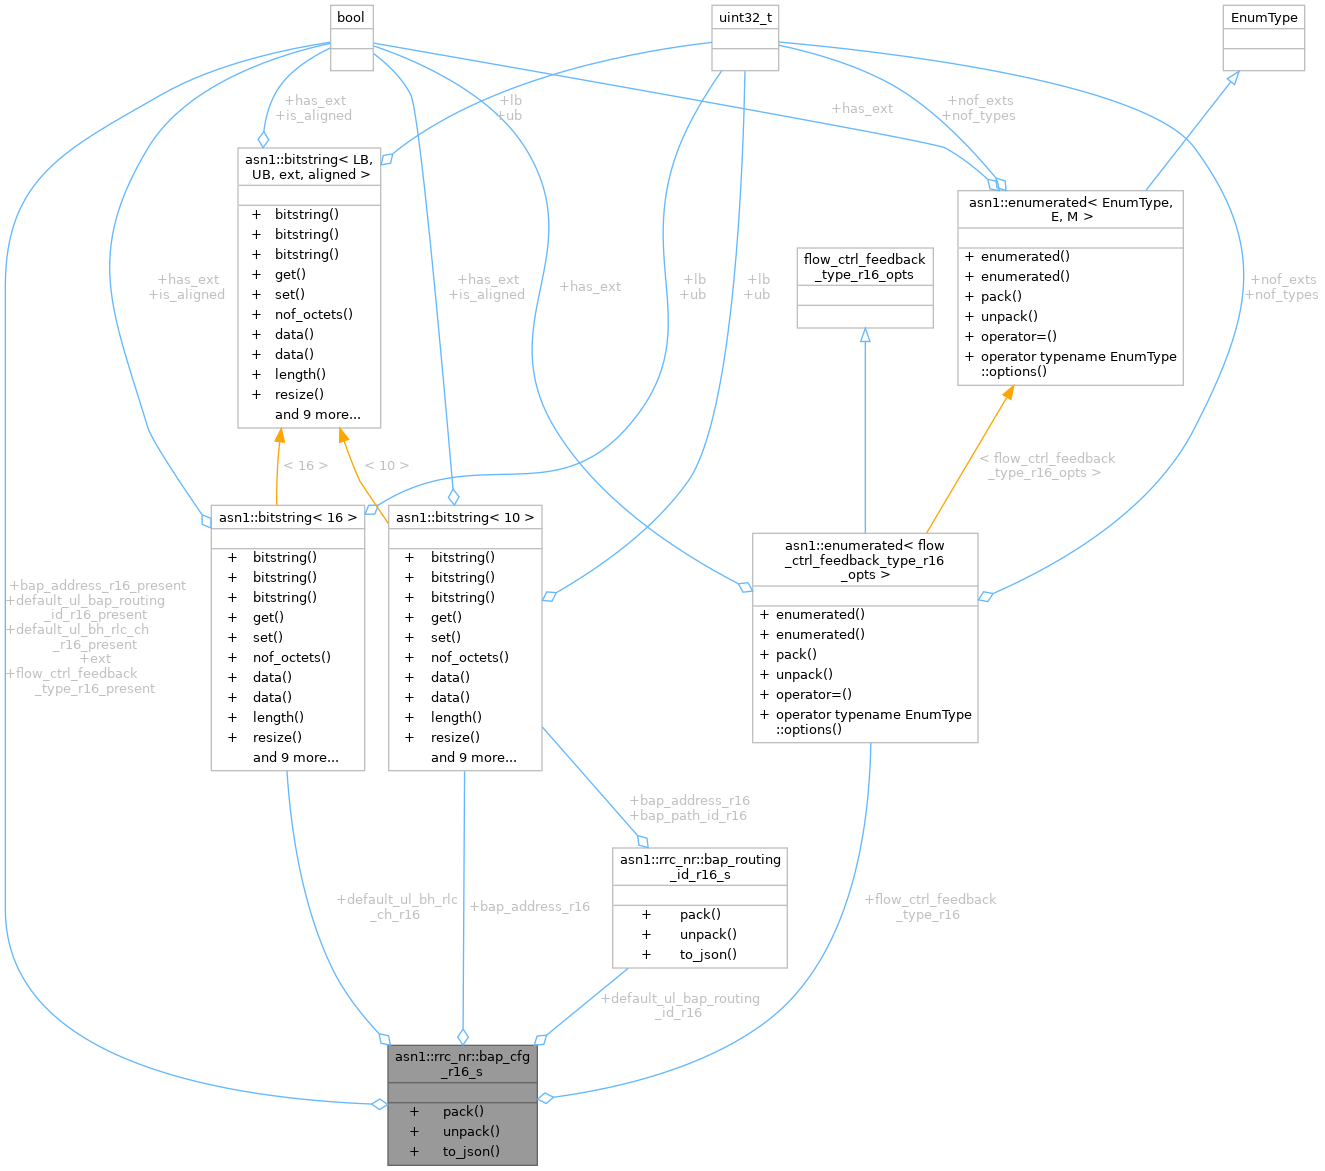 bool
uint32_t
EnumType
+has_ext
+is_aligned
+lb
+ub
+has_ext
+nof_exts
+nof_types
asn1::bitstring< LB,
UB, ext, aligned >
+ bitstring()
+ bitstring()
+ bitstring()
+ get()
+ set()
+ nof_octets()
+ data()
+ data()
+ length()
+ resize()
and 9 more...
asn1::enumerated< EnumType,
E, M >
+ enumerated()
+ enumerated()
+ pack()
+ unpack()
+ operator=()
+ operator typename EnumType
::options()
flow_ctrl_feedback
_type_r16_opts
+has_ext
+is_aligned
+has_ext
+is_aligned
+has_ext
+lb
+ub
+lb
+ub
+nof_exts
+nof_types
< 16 >
< 10 >
< flow_ctrl_feedback
_type_r16_opts >
asn1::bitstring< 16 >
+ bitstring()
+ bitstring()
+ bitstring()
+ get()
+ set()
+ nof_octets()
+ data()
+ data()
+ length()
+ resize()
and 9 more...
asn1::bitstring< 10 >
+ bitstring()
+ bitstring()
+ bitstring()
+ get()
+ set()
+ nof_octets()
+ data()
+ data()
+ length()
+ resize()
and 9 more...
asn1::enumerated< flow
_ctrl_feedback_type_r16
_opts >
+ enumerated()
+ enumerated()
+ pack()
+ unpack()
+ operator=()
+ operator typename EnumType
::options()
+bap_address_r16_present
+default_ul_bap_routing
_id_r16_present
+default_ul_bh_rlc_ch
_r16_present
+ext
+flow_ctrl_feedback
_type_r16_present
+bap_address_r16
+bap_path_id_r16
asn1::rrc_nr::bap_routing
_id_r16_s
+ pack()
+ unpack()
+ to_json()
+default_ul_bh_rlc
_ch_r16
+bap_address_r16
+flow_ctrl_feedback
_type_r16
+default_ul_bap_routing
_id_r16
asn1::rrc_nr::bap_cfg
_r16_s
+ pack()
+ unpack()
+ to_json()